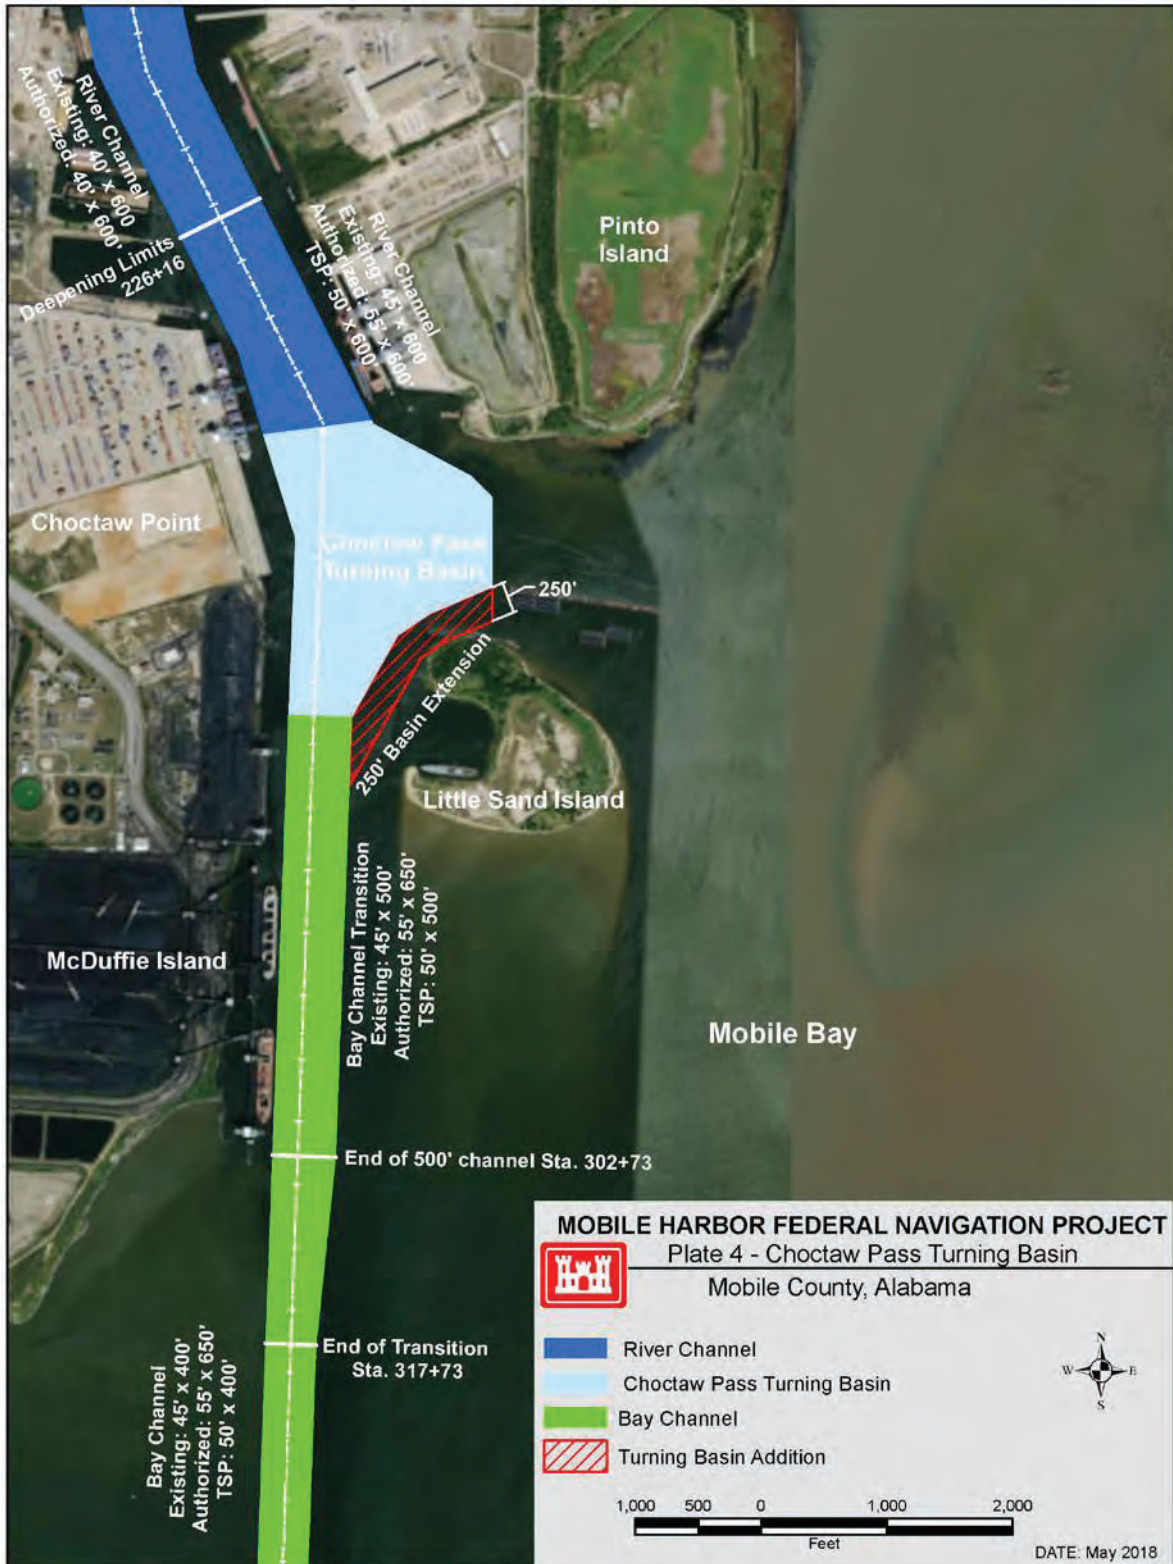 River Channel
Existing: 40' x 600
Authorized: 40' x 600'
Deepening Limits
226+16
River Channel
Existing: 45' x 600
Authorized: 55' x 600'
TSP: 50' x 600'
Pinto
Island
Choctaw Point
Choctaw Pass
Turning Basin
250'
250' Basin Extension
Little Sand Island
Bay Channel Transition
Existing: 45' x 500'
Authorized: 55' x 650'
TSP: 50' x 500'
McDuffie Island
Mobile Bay
End of 500' channel Sta. 302+73
End of Transition
Sta. 317+73
Bay Channel
Existing: 45' x 400'
Authorized: 55' x 650'
TSP: 50' x 400'
MOBILE HARBOR FEDERAL NAVIGATION PROJECT
Plate 4 - Choctaw Pass Turning Basin
Mobile County, Alabama
River Channel
Choctaw Pass Turning Basin
Bay Channel
Turning Basin Addition
N
W E
S
1,000 500 0 1,000 2,000
Feet
DATE: May 2018